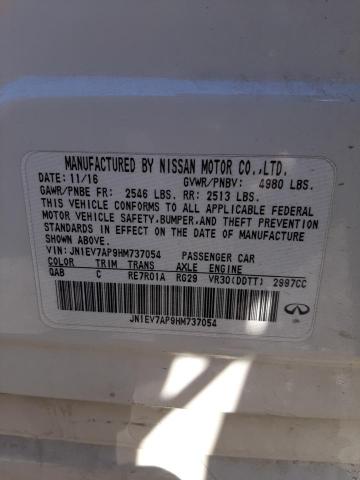 MANUFACTURED BY NISSAN MOTOR CO.,LTD.
DATE 11/16 GVWR/PNBV: 4980 LBS.
GAWR/PNBE FR: 2546 LBS. RR: 2513 LBS.
THIS VEHICLE CONFORMS TO ALL APPLICABLE FEDERAL
MOTOR VEHICLE SAFETY,BUMPER,AND THEFT PREVENTION
STANDARDS IN EFFECT ON THE DATE OF MANUFACTURE
SHOWN ABOVE.
VIN: JN1EV7AP9HM737054 PASSENGER CAR
COLOR TRIM TRANS AXLE ENGINE
QAB C RE7R01A RG29 VR30(DDTT) 2997CC
JN1EV7AP9HM737054